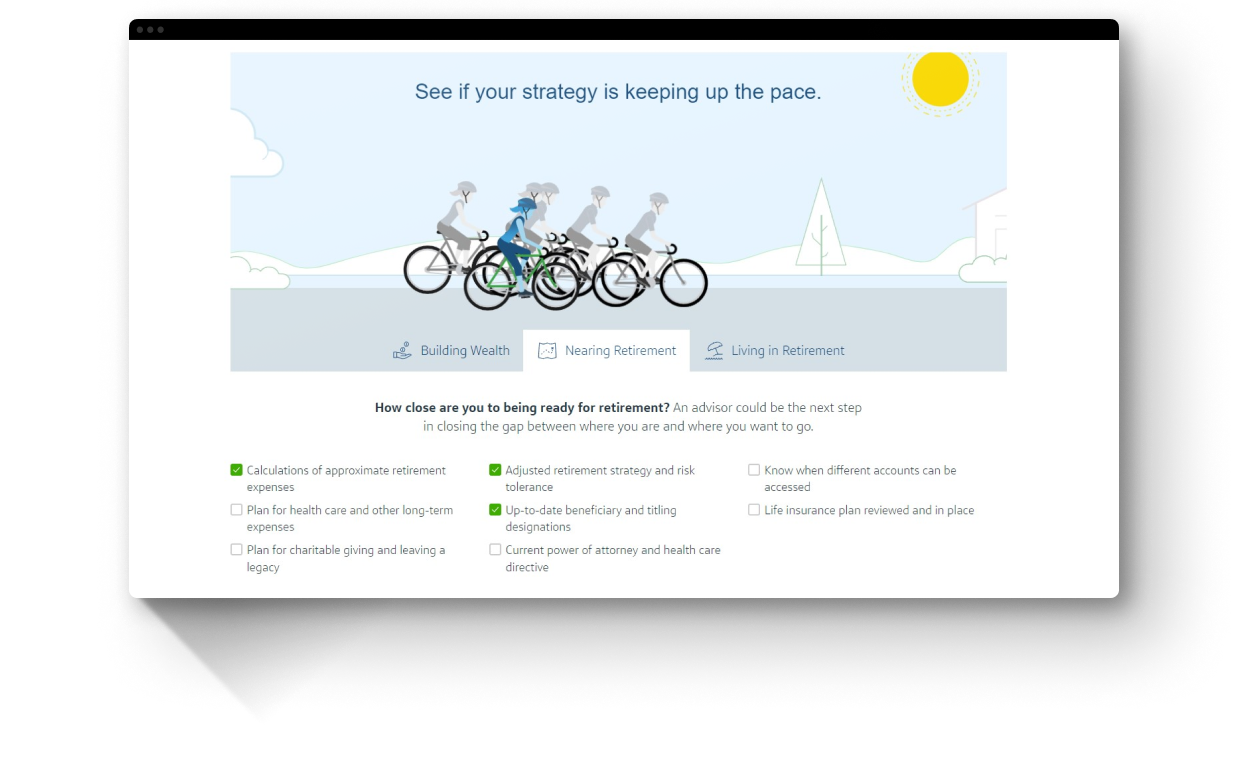 See if your strategy is keeping up the pace.
Building Wealth
Nearing Retirement
Living in Retirement
How close are you to being ready for retirement? An advisor could be the next step
in closing the gap between where you are and where you want to go.
Calculations of approximate retirement
expenses
Plan for health care and other long-term
expenses
Plan for charitable giving and leaving a
legacy
Adjusted retirement strategy and risk
tolerance
Up-to-date beneficiary and titling
designations
Current power of attorney and health care
directive
Know when different accounts can be
accessed
Life insurance plan reviewed and in place